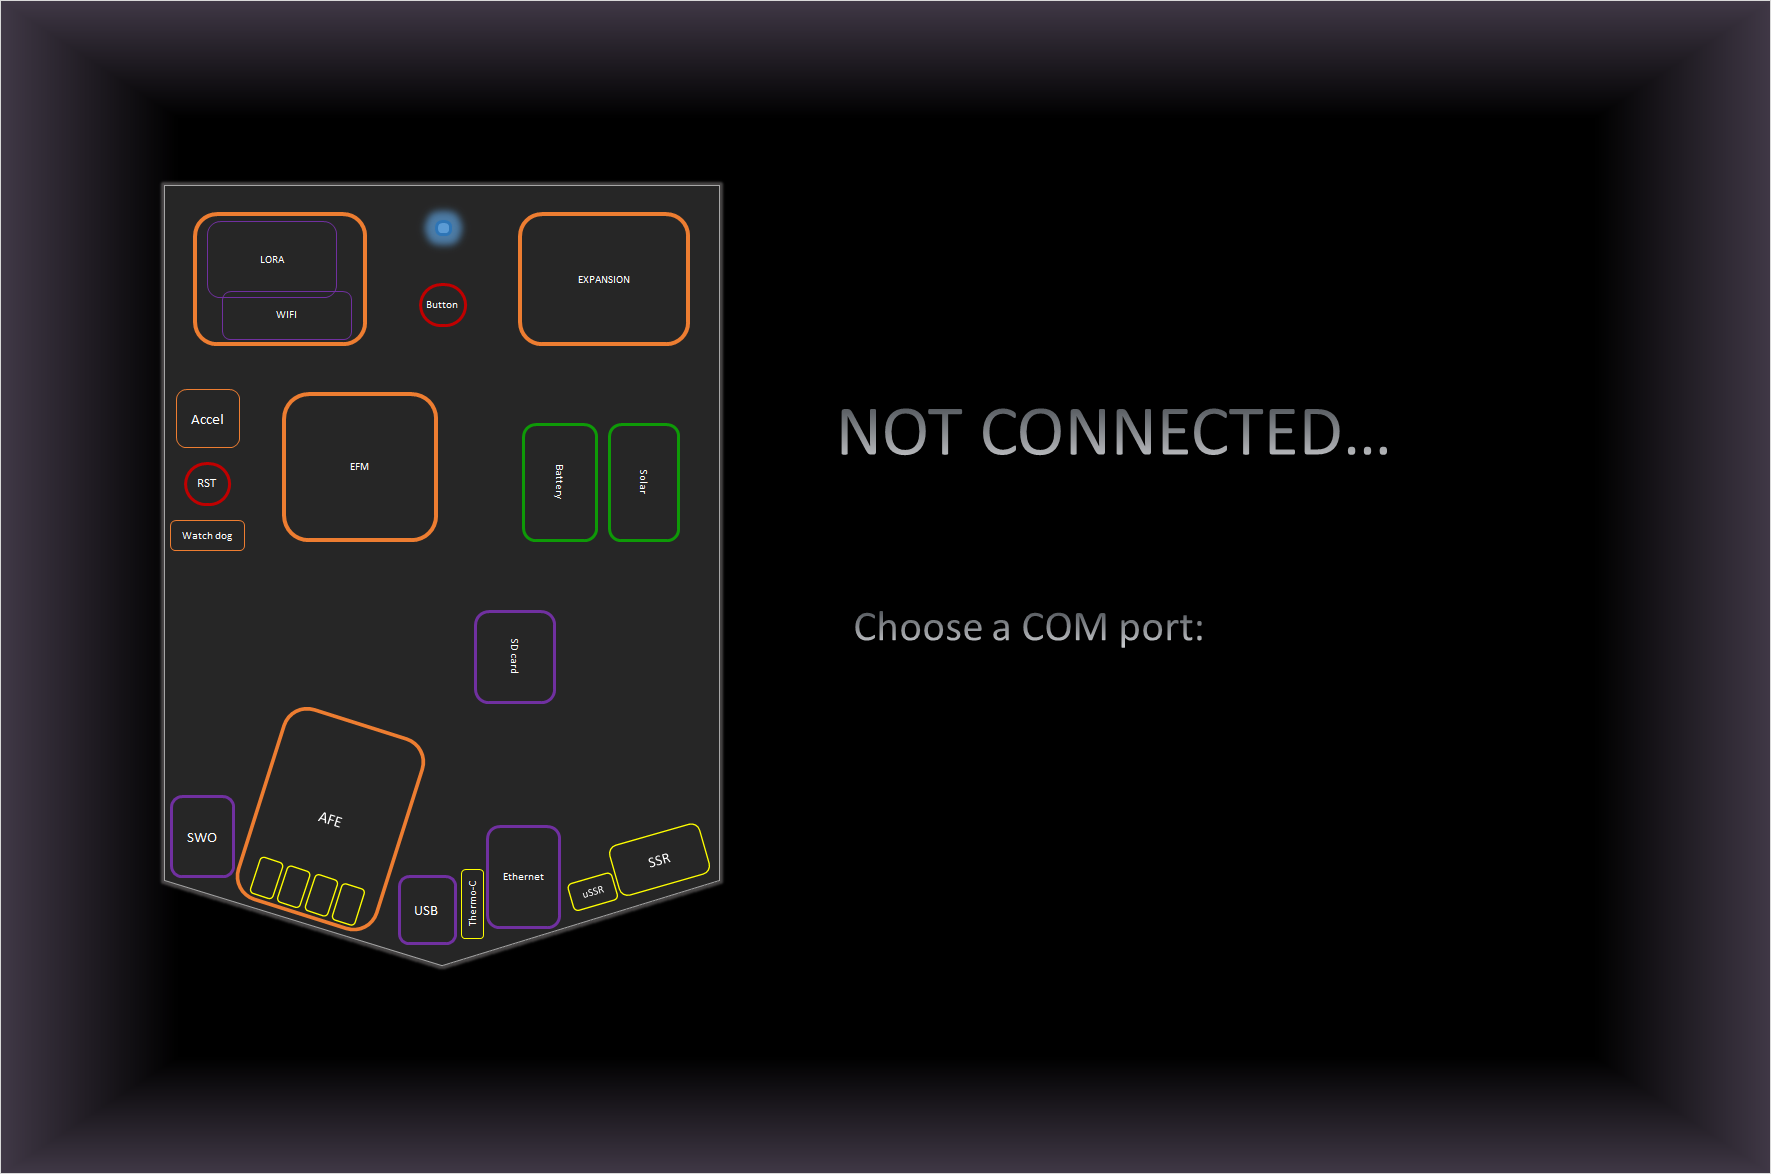 LORA
WIFI
Button
EXPANSION
Accel
RST
Watch dog
EFM
Battery
Solar
NOT CONNECTED...
Choose a COM port:
SD card
AFE
SWO
USB
Thermo-C
Ethernet
uSSR
SSR